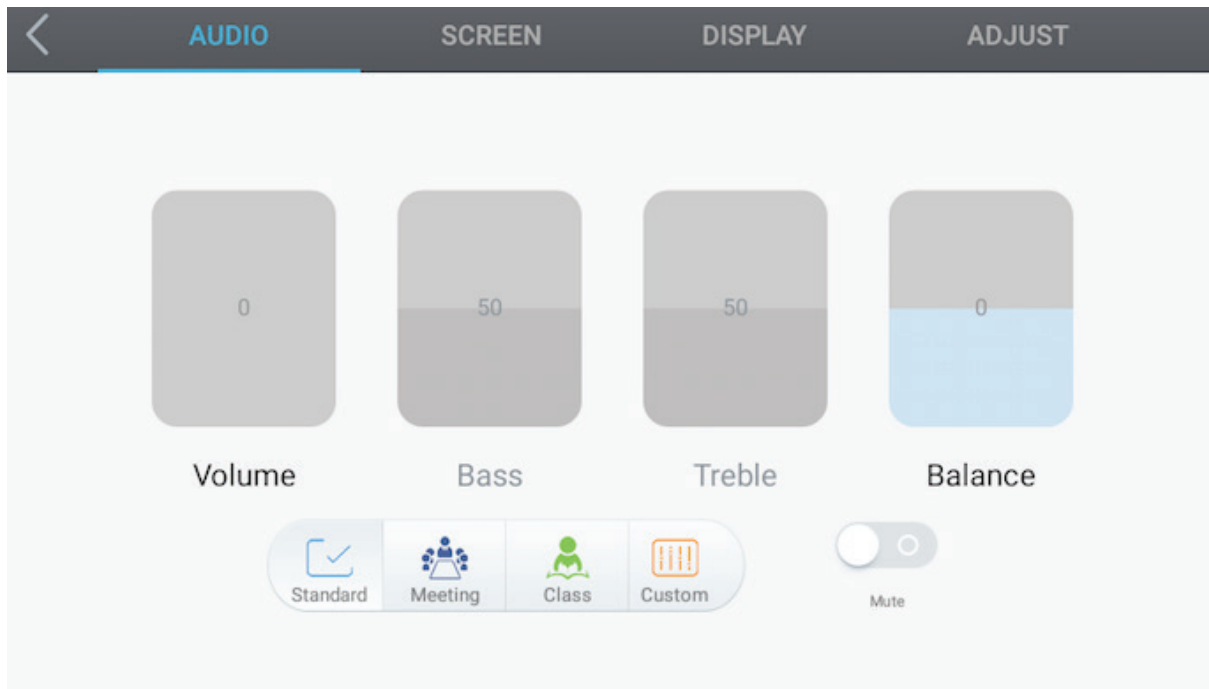 AUDIO SCREEN DISPLAY ADJUST
0 50 50 0
Volume Bass Treble Balance
Standard Meeting Class Custom
Mute